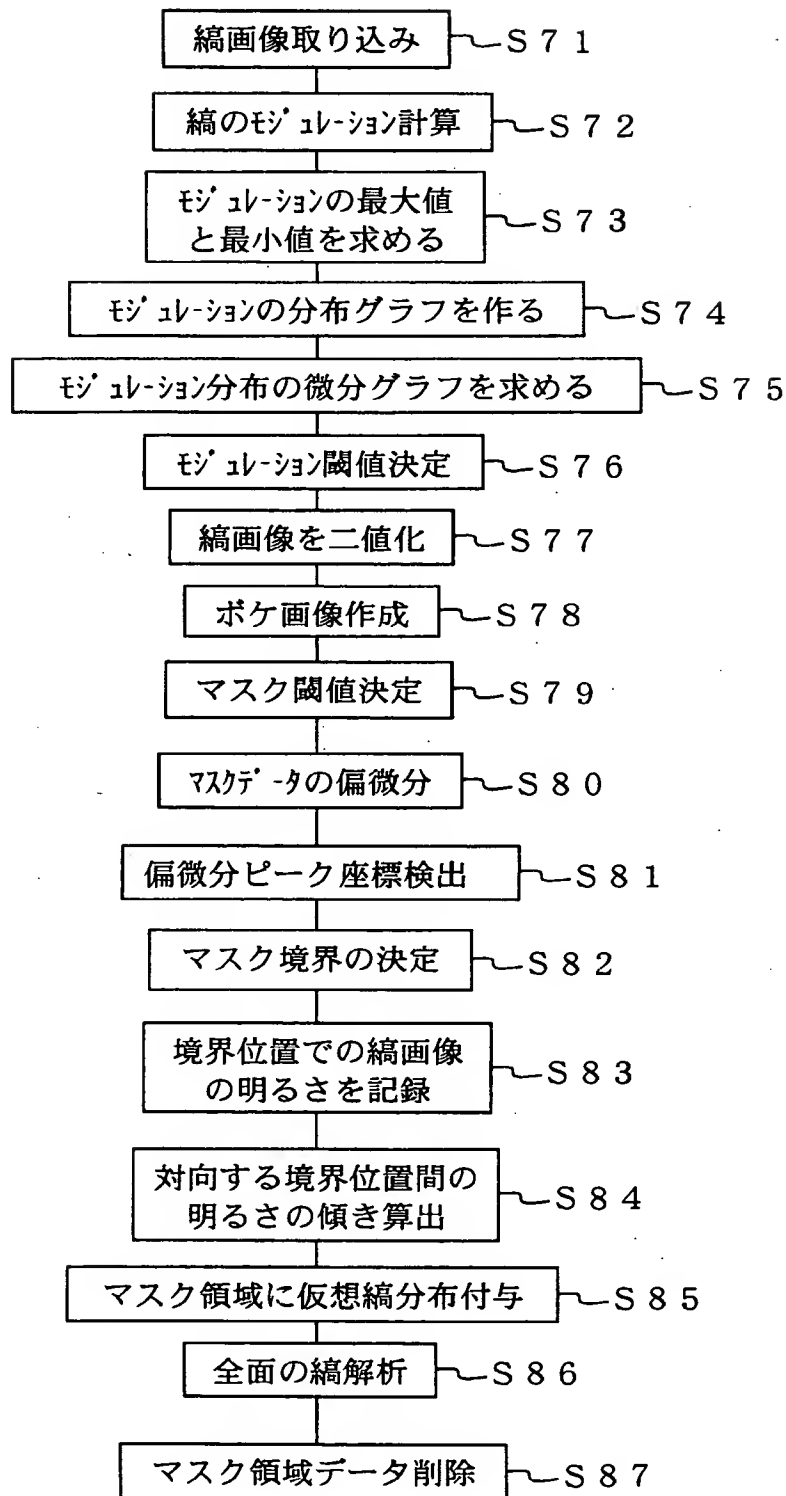 縞画像取り込み S71
縞のﾓｼﾞｭﾚｰｼｮﾝ計算 S72
ﾓｼﾞｭﾚｰｼｮﾝの最大値
と最小値を求める S73
ﾓｼﾞｭﾚｰｼｮﾝの分布グラフを作る S74
ﾓｼﾞｭﾚｰｼｮﾝ分布の微分グラフを求める S75
ﾓｼﾞｭﾚｰｼｮﾝ閾値決定 S76
縞画像を二値化 S77
ボケ画像作成 S78
マスク閾値決定 S79
ﾏｽｸﾃﾞｰﾀの偏微分 S80
偏微分ピーク座標検出 S81
マスク境界の決定 S82
境界位置での縞画像
の明るさを記録 S83
対向する境界位置間の
明るさの傾き算出 S84
マスク領域に仮想縞分布付与 S85
全面の縞解析 S86
マスク領域データ削除 S87